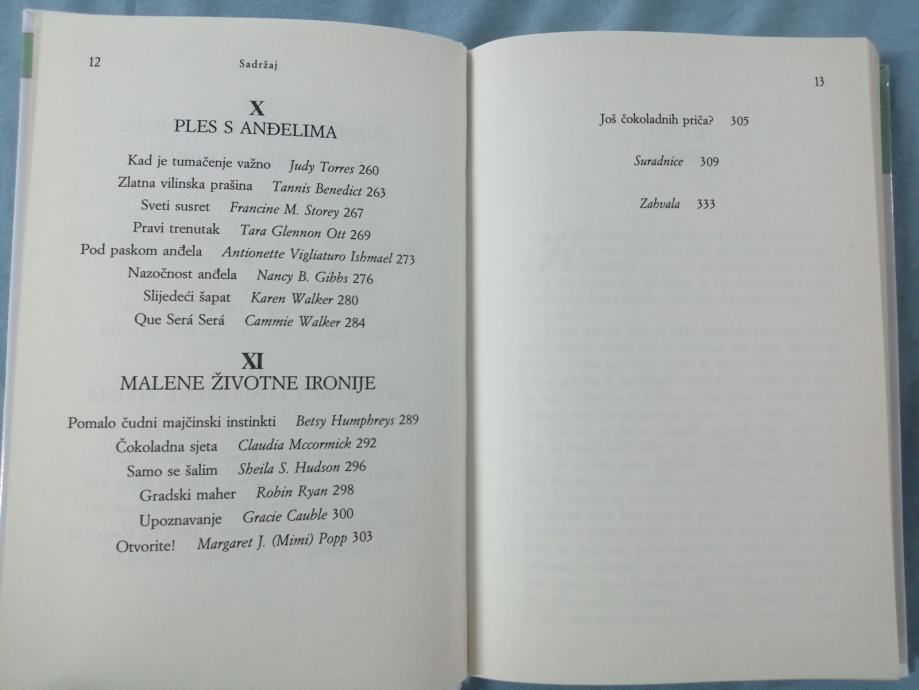 12 Sadržaj
X
PLES S ANĐELIMA
Kad je tumačenje važno Judy Torres 260
Zlatna vilinska prašina Tannis Benedict 263
Sveti susret Francine M. Storey 267
Pravi trenutak Tara Glennon Ott 269
Pod paskom anđela Antionette Vigliaturo Ishmael 273
Nazočnost anđela Nancy B. Gibbs 276
Slijedeći šapat Karen Walker 280
Que Será Será Cammie Walker 284
XI
MALENE ŽIVOTNE IRONIJE
Pomalo čudni majčinski instinkti Betsy Humphreys 289
Čokoladna sjeta Claudia Mccormick 292
Samo se šalim Sheila S. Hudson 296
Gradski maher Robin Ryan 298
Upoznavanje Gracie Cauble 300
Otvorite! Margaret J. (Mimi) Popp 303
13
Još čokoladnih priča? 305
Suradnice 309
Zahvala 333